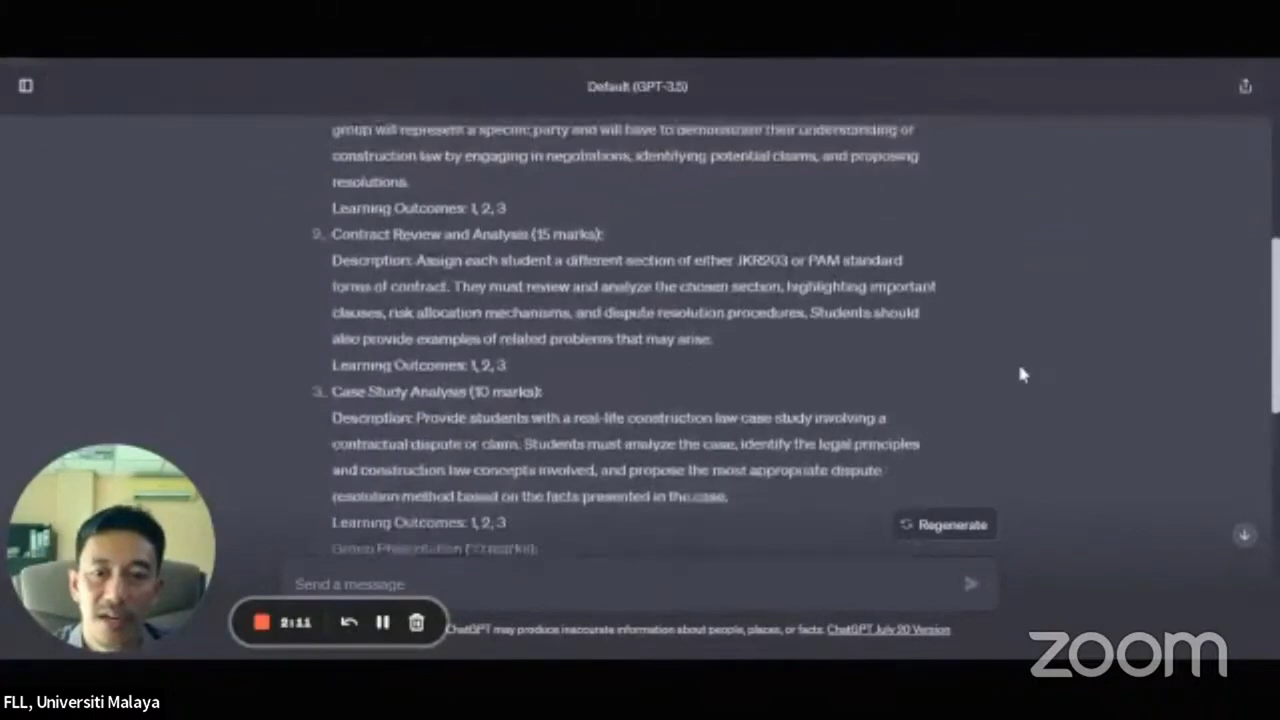 Default (GPT-3.5)
group will represent a specific party and will have to demonstrate their understanding of
construction law by engaging in negotiations, identifying potential claims, and proposing
resolutions.
Learning Outcomes: 1, 2, 3
2. Contract Review and Analysis (15 marks):
Description: Assign each student a different section of either JKR203 or PAM standard
forms of contract. They must review and analyze the chosen section, highlighting important
clauses, risk allocation mechanisms, and dispute resolution procedures. Students should
also provide examples of related problems that may arise.
Learning Outcomes: 1, 2, 3
3. Case Study Analysis (10 marks):
Description: Provide students with a real-life construction law case study involving a
contractual dispute or claim. Students must analyze the case, identify the legal principles
and construction law concepts involved, and propose the most appropriate dispute
resolution method based on the facts presented in the case.
Learning Outcomes: 1, 2, 3
Group Presentation (10 marks):
Regenerate
Send a message
2:11
ChatGPT may produce inaccurate information about people, places, or facts. ChatGPT July 20 Version
zoom
FLL, Universiti Malaya